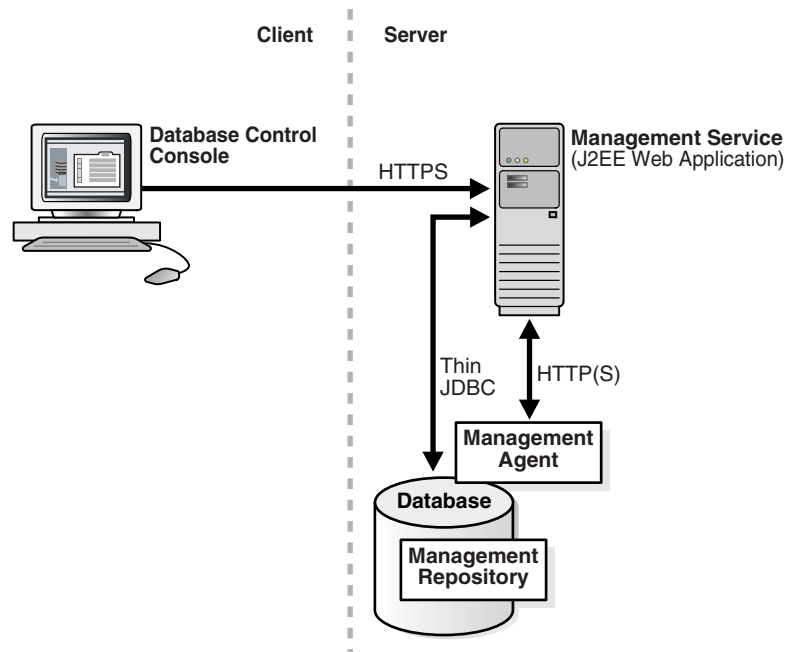 Client
Server
Database Control
Console
Management Service
(J2EE Web Application)
HTTPS
Thin
JDBC
HTTP(S)
Management
Agent
Database
Management
Repository